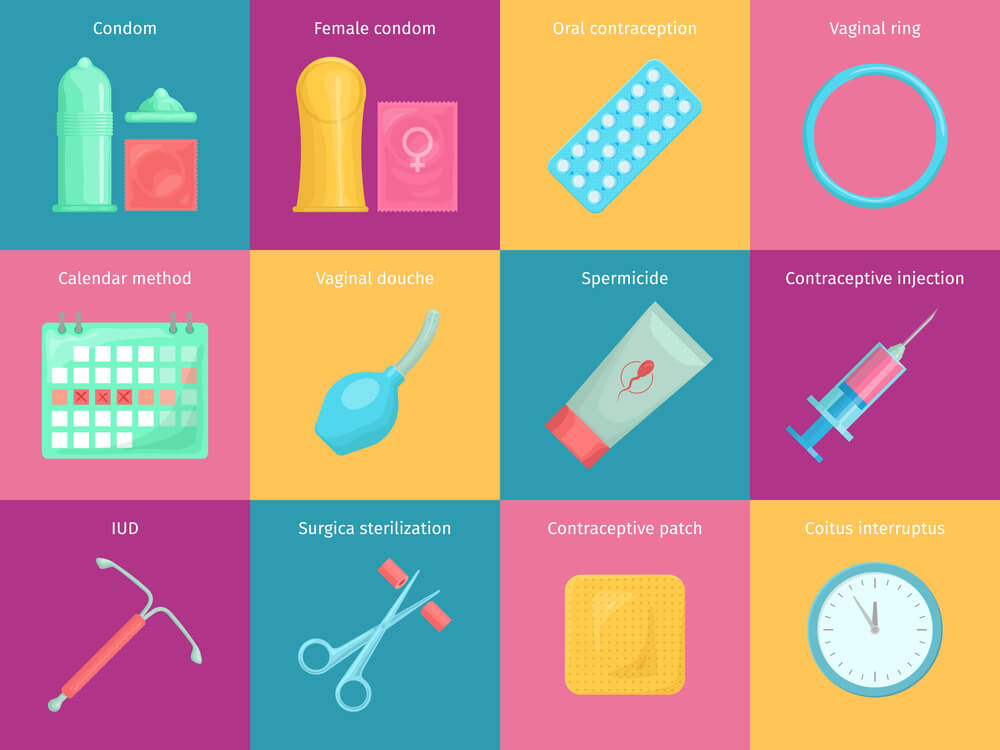 Condom
Female condom
Oral contraception
Vaginal ring
Calendar method
Vaginal douche
Spermicide
Contraceptive injection
IUD
Surgica sterilization
Contraceptive patch
Coitus interruptus